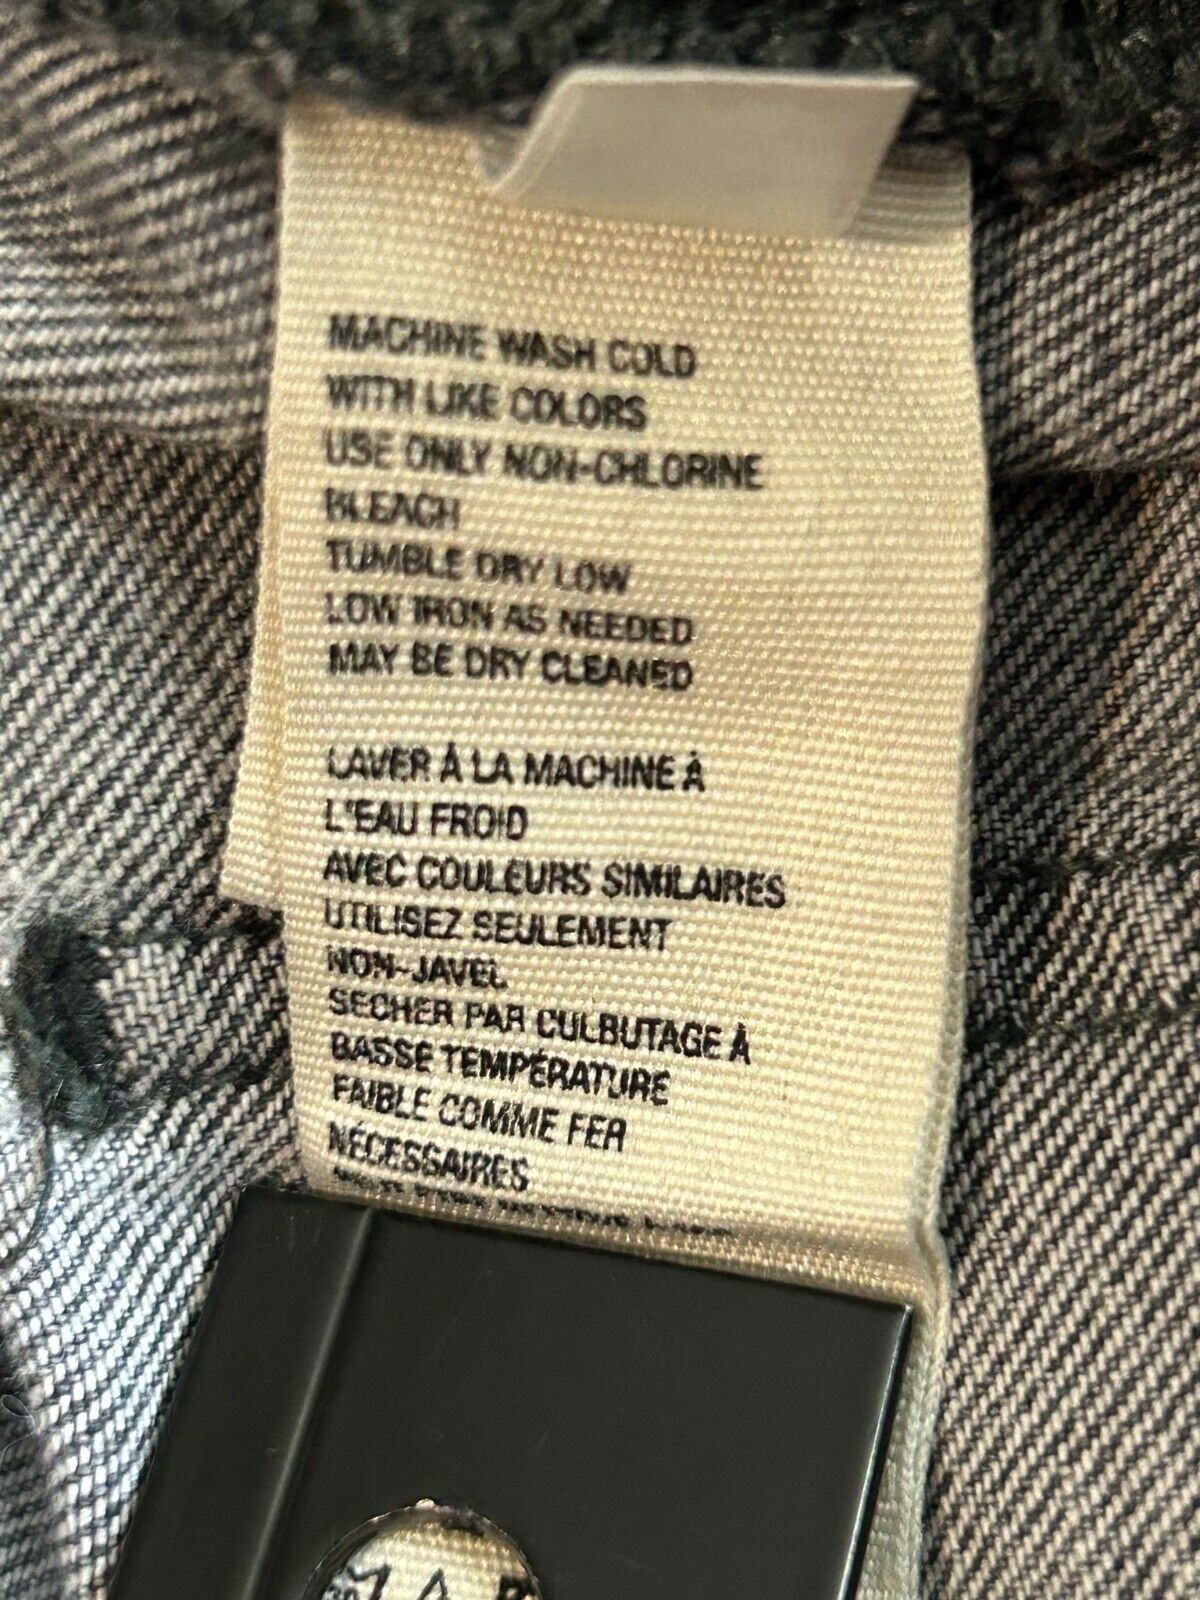 MACHINE WASH COLD
WITH LIKE COLORS
USE ONLY NON-CHLORINE
BLEACH
TUMBLE DRY LOW
LOW IRON AS NEEDED
MAY BE DRY CLEANED
LAVER À LA MACHINE À
L'EAU FROID
AVEC COULEURS SIMILAIRES
UTILISEZ SEULEMENT
NON-JAVEL
SECHER PAR CULBUTAGE À
BASSE TEMPÉRATURE
FAIBLE COMME FER
NÉCESSAIRES